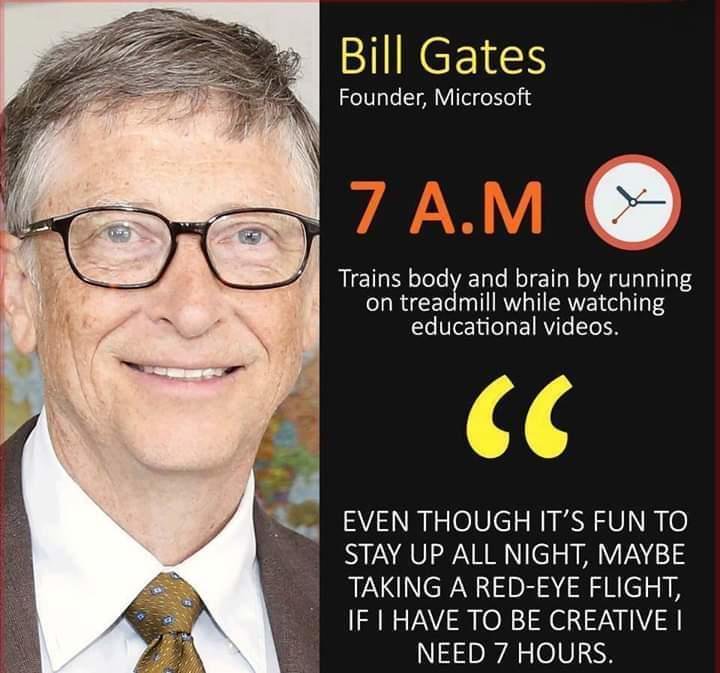 Bill Gates
Founder, Microsoft
7 A.M
Trains body and brain by running
on treadmill while watching
educational videos.
“
EVEN THOUGH IT’S FUN TO
STAY UP ALL NIGHT, MAYBE
TAKING A RED-EYE FLIGHT,
IF I HAVE TO BE CREATIVE I
NEED 7 HOURS.